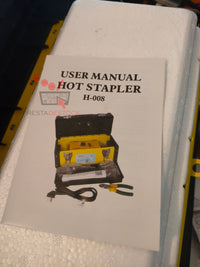 USER MANUAL
HOT STAPLER
H-008